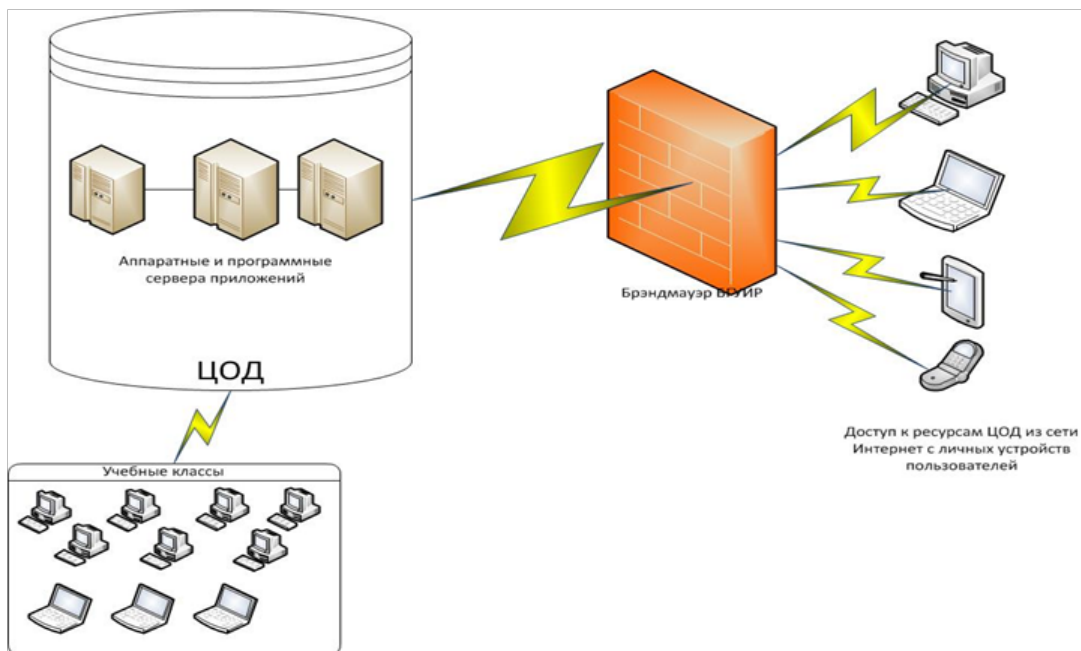 Аппаратные и программные
сервера приложений
ЦОД
Брэндмауэр БГУИР
Учебные классы
Доступ к ресурсам ЦОД из сети
Интернет с личных устройств
пользователей